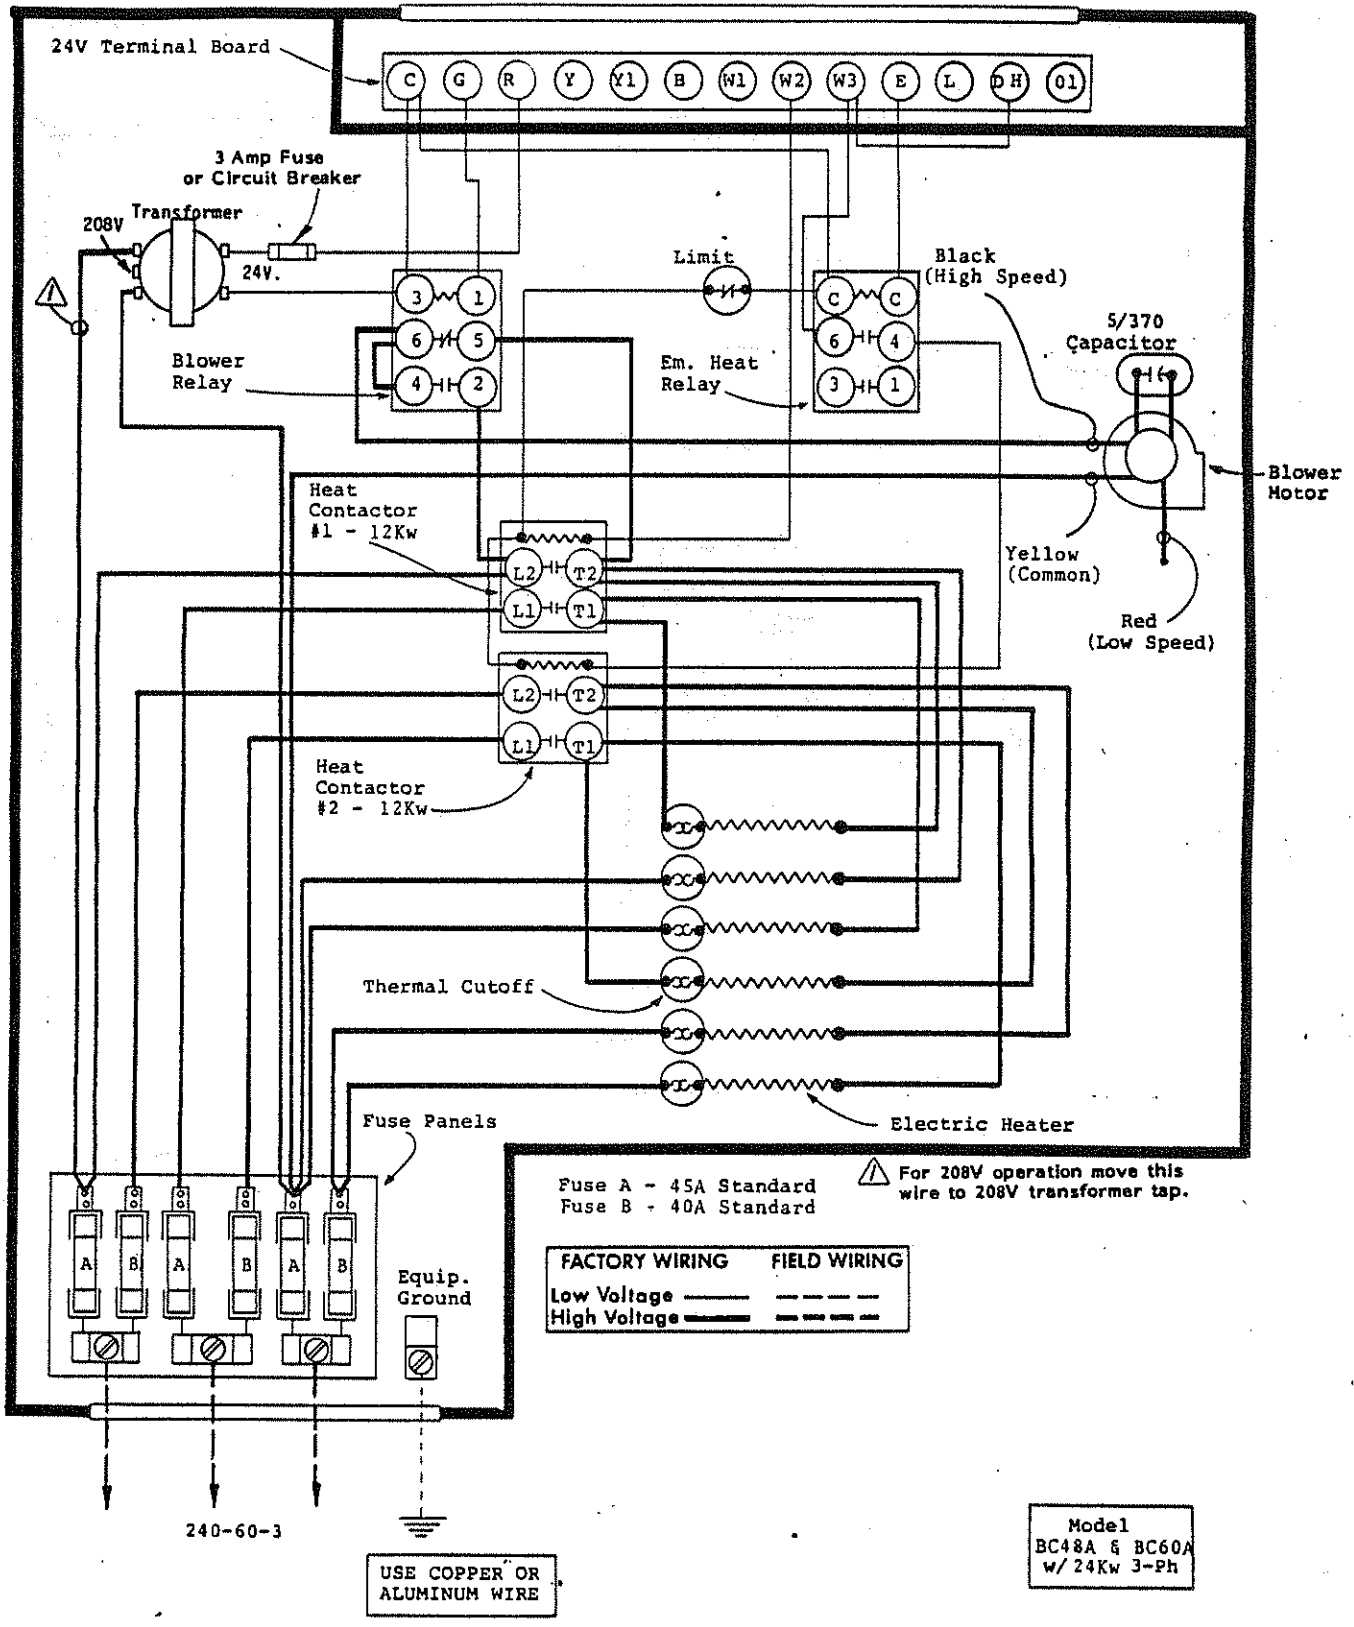 24V Terminal Board
C G R Y Y1 B W1 W2 W3 E L DH O1
3 Amp Fuse
or Circuit Breaker
Transformer
208V
24V.
Limit
Black
(High Speed)
5/370
Capacitor
3 1
6 5
4 2
C C
6 4
3 1
Blower
Relay
Em. Heat
Relay
Blower
Motor
Heat
Contactor
#1 - 12Kw
L2 T2
L1 T1
Yellow
(Common)
Red
(Low Speed)
L2 T2
L1 T1
Heat
Contactor
#2 - 12Kw
Thermal Cutoff
Electric Heater
Fuse Panels
1 For 208V operation move this
wire to 208V transformer tap.
Fuse A - 45A Standard
Fuse B - 40A Standard
A B A B A B
Equip.
Ground
FACTORY WIRING FIELD WIRING
Low Voltage
High Voltage
240-60-3
USE COPPER OR
ALUMINUM WIRE
Model
BC48A & BC60A
w/24Kw 3-Ph
1